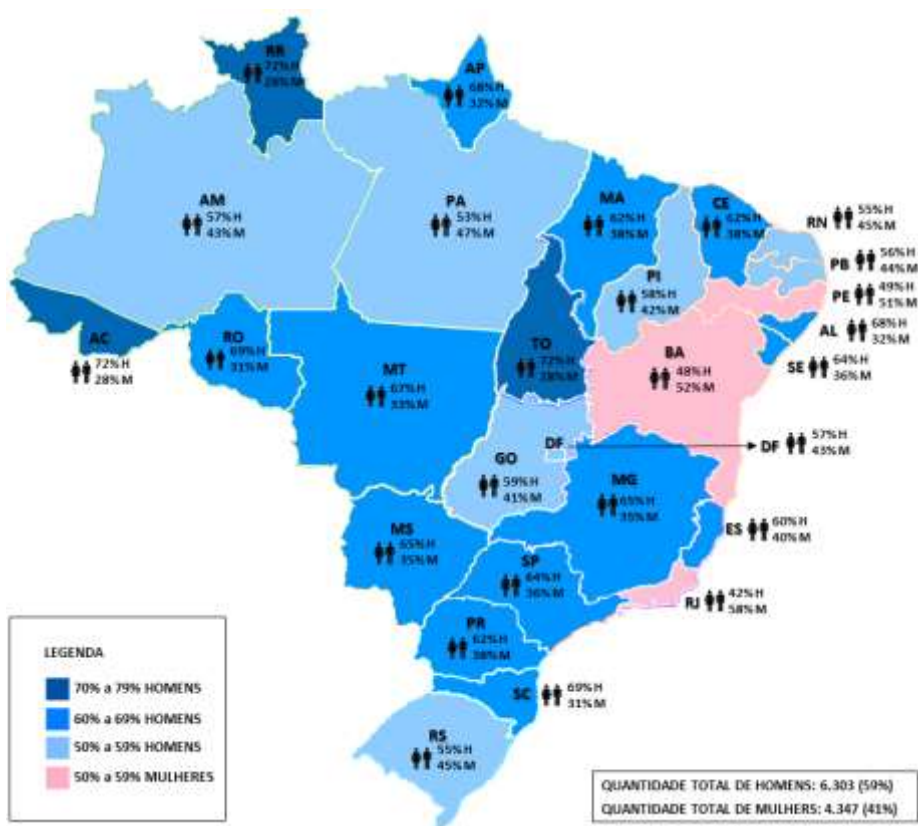 RR
72%H
28%M
AP
68%H
32%M
AM
57%H
43%M
PA
53%H
47%M
MA
62%H
38%M
CE
62%H
38%M
RN
55%H
45%M
PB
56%H
44%M
PI
58%H
42%M
PE
49%H
51%M
AL
68%H
32%M
SE
64%H
36%M
AC
72%H
28%M
RO
69%H
31%M
TO
72%H
28%M
BA
48%H
52%M
MT
67%H
33%M
DF
DF
57%H
43%M
GO
59%H
41%M
MG
65%H
35%M
ES
60%H
40%M
MS
65%H
35%M
SP
64%H
36%M
RJ
42%H
58%M
PR
62%H
38%M
SC
69%H
31%M
RS
55%H
45%M
LEGENDA
70% a 79% HOMENS
60% a 69% HOMENS
50% a 59% HOMENS
50% a 59% MULHERES
QUANTIDADE TOTAL DE HOMENS: 6.303 (59%)
QUANTIDADE TOTAL DE MULHERS: 4.347 (41%)